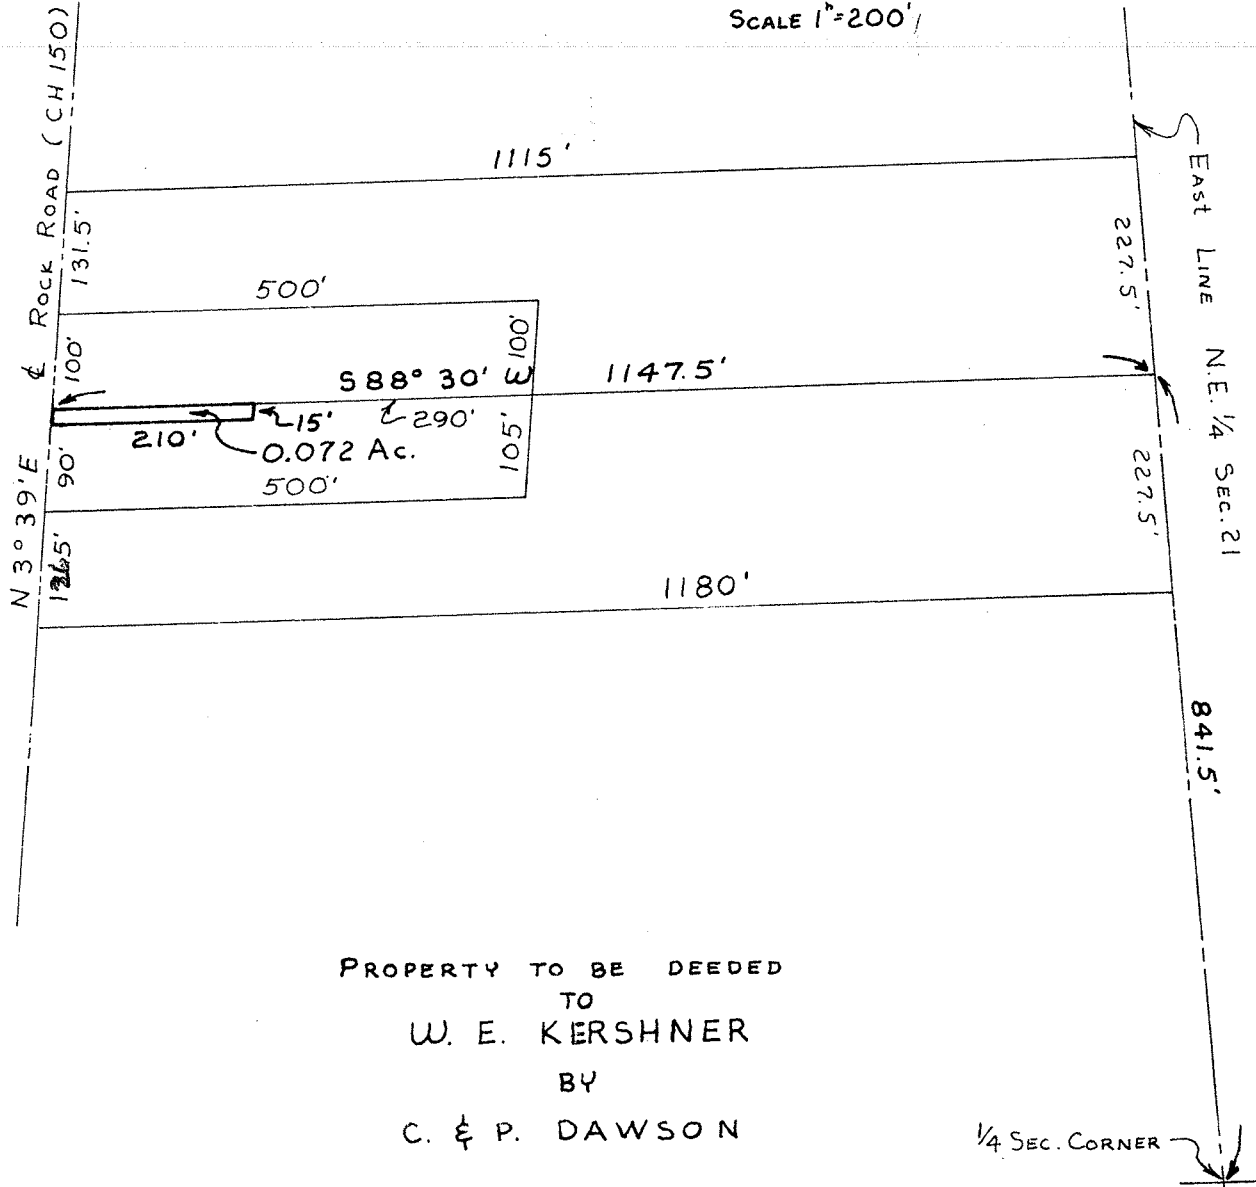 SCALE 1"=200'
℄ ROCK ROAD (CH 150)
N 3° 39' E
1115'
131.5'
227.5'
EAST LINE N.E. 1/4 SEC. 21
500'
100'
100'
S 88° 30' W
1147.5'
15'
290'
210'
0.072 Ac.
105'
90'
500'
227.5'
1180'
841.5'
PROPERTY TO BE DEEDED
TO
W. E. KERSHNER
BY
C. & P. DAWSON
1/4 SEC. CORNER